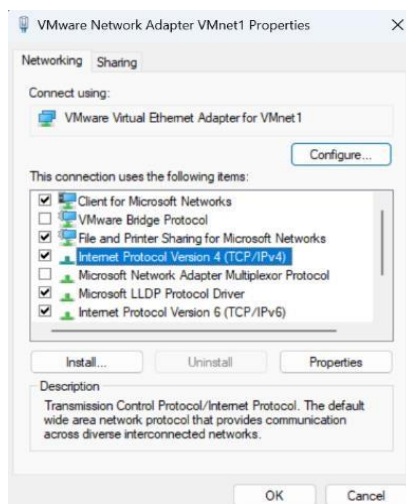 VMware Network Adapter VMnet1 Properties
Networking Sharing
Connect using:
VMware Virtual Ethernet Adapter for VMnet1
Configure...
This connection uses the following items:
Client for Microsoft Networks
VMware Bridge Protocol
File and Printer Sharing for Microsoft Networks
Internet Protocol Version 4 (TCP/IPv4)
Microsoft Network Adapter Multiplexor Protocol
Microsoft LLDP Protocol Driver
Internet Protocol Version 6 (TCP/IPv6)
Install... Uninstall Properties
Description
Transmission Control Protocol/Internet Protocol. The default
wide area network protocol that provides communication
across diverse interconnected networks.
OK Cancel